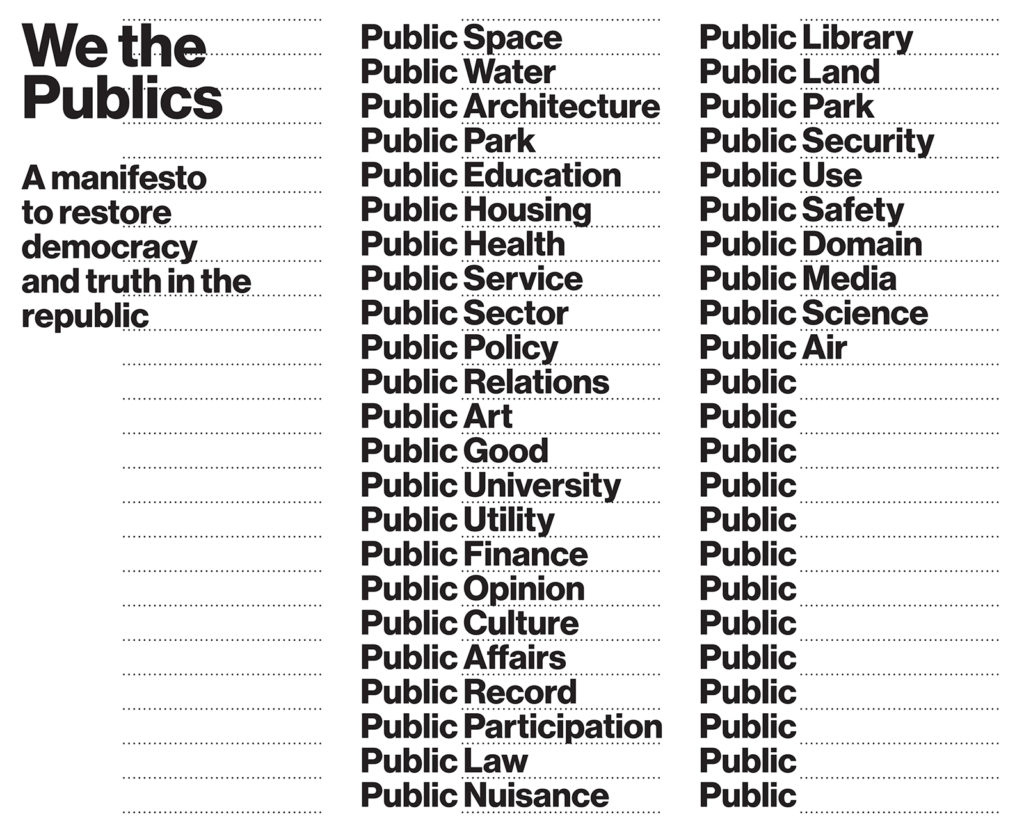 We the
Publics
A manifesto
to restore
democracy
and truth in the
republic
Public Space
Public Water
Public Architecture
Public Park
Public Education
Public Housing
Public Health
Public Service
Public Sector
Public Policy
Public Relations
Public Art
Public Good
Public University
Public Utility
Public Finance
Public Opinion
Public Culture
Public Affairs
Public Record
Public Participation
Public Law
Public Nuisance
Public Library
Public Land
Public Park
Public Security
Public Use
Public Safety
Public Domain
Public Media
Public Science
Public Air
Public
Public
Public
Public
Public
Public
Public
Public
Public
Public
Public
Public
Public